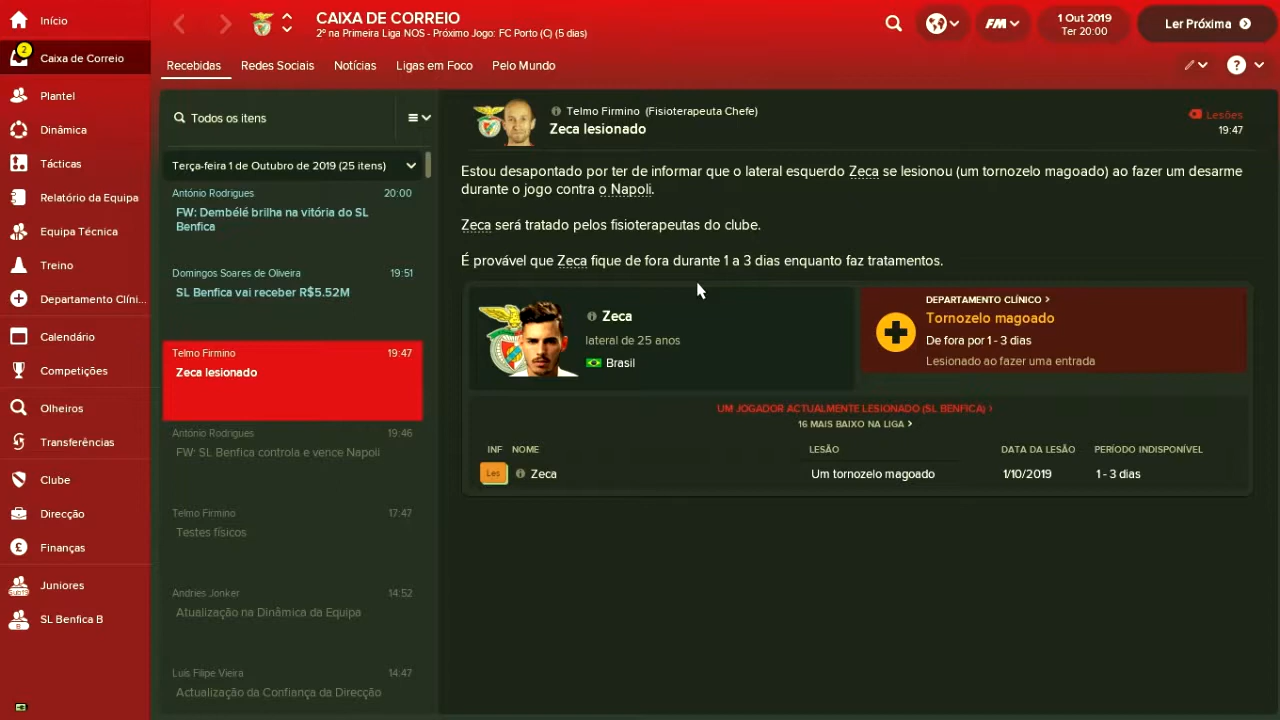 Início
2
Caixa de Correio
Plantel
Dinâmica
Tácticas
Relatório da Equipa
Equipa Técnica
Treino
Departamento Clíni...
Calendário
Competições
Olheiros
Transferências
Clube
Direcção
Finanças
Juniores
SL Benfica B
CAIXA DE CORREIO
2º na Primeira Liga NOS - Próximo Jogo: FC Porto (C) (5 dias)
FM
1 Out 2019
Ter 20:00
Ler Próxima
Recebidas
Redes Sociais
Notícias
Ligas em Foco
Pelo Mundo
?
Todos os itens
Terça-feira 1 de Outubro de 2019 (25 itens)
António Rodrigues 20:00
FW: Dembélé brilha na vitória do SL
Benfica
Domingos Soares de Oliveira 19:51
SL Benfica vai receber R$5.52M
Telmo Firmino 19:47
Zeca lesionado
António Rodrigues 19:46
FW: SL Benfica controla e vence Napoli
Telmo Firmino 17:47
Testes físicos
Andries Jonker 14:52
Atualização na Dinâmica da Equipa
Luís Filipe Vieira 14:47
Actualização da Confiança da Direcção
Telmo Firmino (Fisioterapeuta Chefe)
Zeca lesionado
Lesões
19:47
Estou desapontado por ter de informar que o lateral esquerdo Zeca se lesionou (um tornozelo magoado) ao fazer um desarme
durante o jogo contra o Napoli.
Zeca será tratado pelos fisioterapeutas do clube.
É provável que Zeca fique de fora durante 1 a 3 dias enquanto faz tratamentos.
Zeca
lateral de 25 anos
Brasil
DEPARTAMENTO CLÍNICO >
Tornozelo magoado
De fora por 1 - 3 dias
Lesionado ao fazer uma entrada
UM JOGADOR ACTUALMENTE LESIONADO (SL BENFICA) >
16 MAIS BAIXO NA LIGA >
INF NOME LESÃO DATA DA LESÃO PERÍODO INDISPONÍVEL
Les Zeca Um tornozelo magoado 1/10/2019 1 - 3 dias